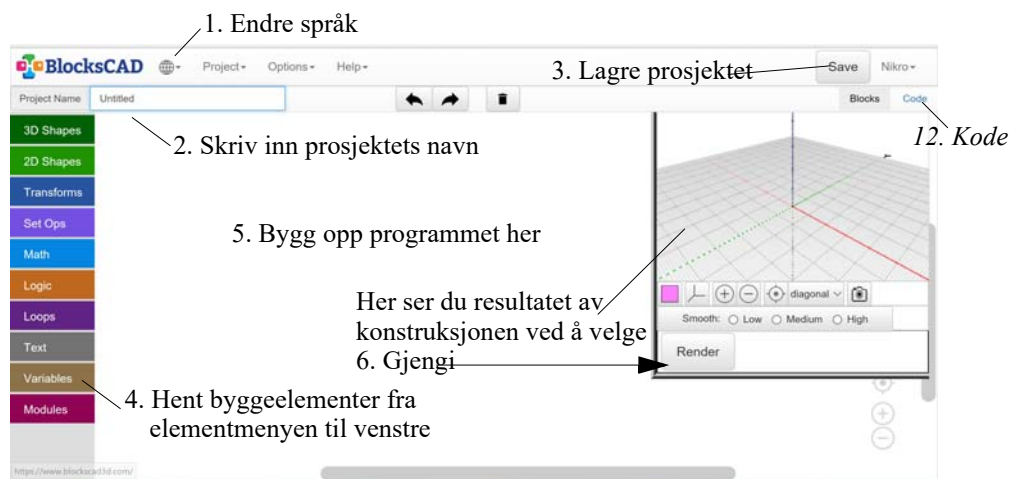 1. Endre språk
BlocksCAD Project Options Help
3. Lagre prosjektet Save Nikro
Project Name Untitled Blocks Code
12. Kode
2. Skriv inn prosjektets navn
3D Shapes
2D Shapes
Transforms
Set Ops
Math
Logic
Loops
Text
Variables
Modules
5. Bygg opp programmet her
Her ser du resultatet av
konstruksjonen ved å velge
6. Gjengi
diagonal
Smooth: Low Medium High
Render
4. Hent byggeelementer fra
elementmenyen til venstre
https://www.blockscad3d.com/